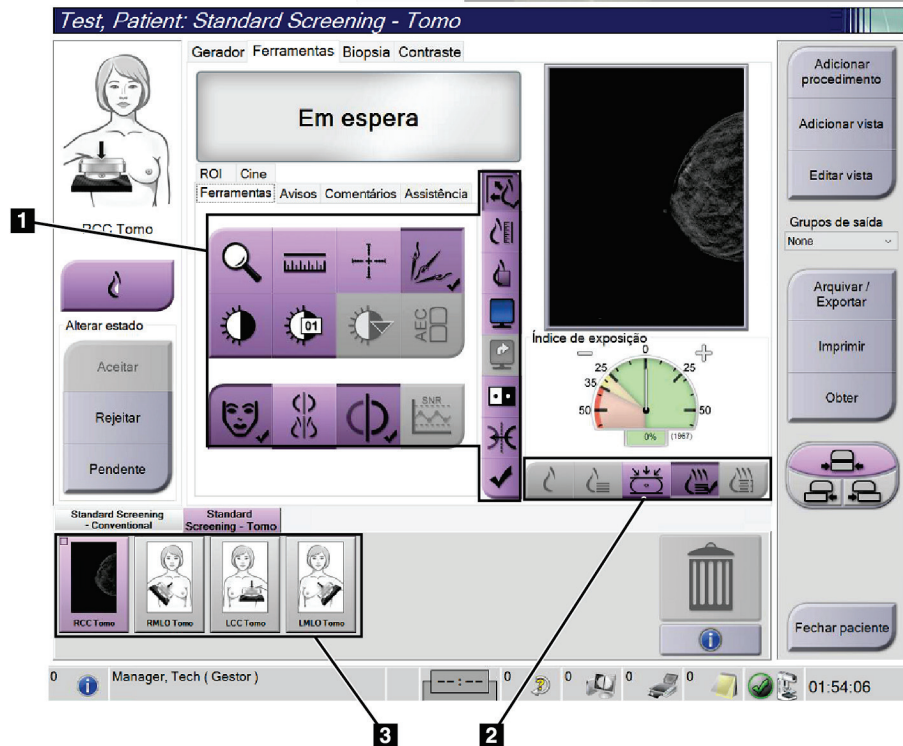 Test, Patient: Standard Screening - Tomo
Gerador Ferramentas Biopsia Contraste
Em espera
ROI Cine
Ferramentas Avisos Comentários Assistência
RCC Tomo
1
01
AEC
SNR
Alterar estado
Aceitar
Rejeitar
Pendente
Índice de exposição
0
25 25
35
50 50
0% (1967)
Adicionar procedimento
Adicionar vista
Editar vista
Grupos de saída
None
Arquivar / Exportar
Imprimir
Obter
Standard Screening - Conventional
Standard Screening - Tomo
RCC Tomo RMLO Tomo LCC Tomo LMLO Tomo
Fechar paciente
0 Manager, Tech ( Gestor ) --:-- 0 0 0 0 01:54:06
3 2